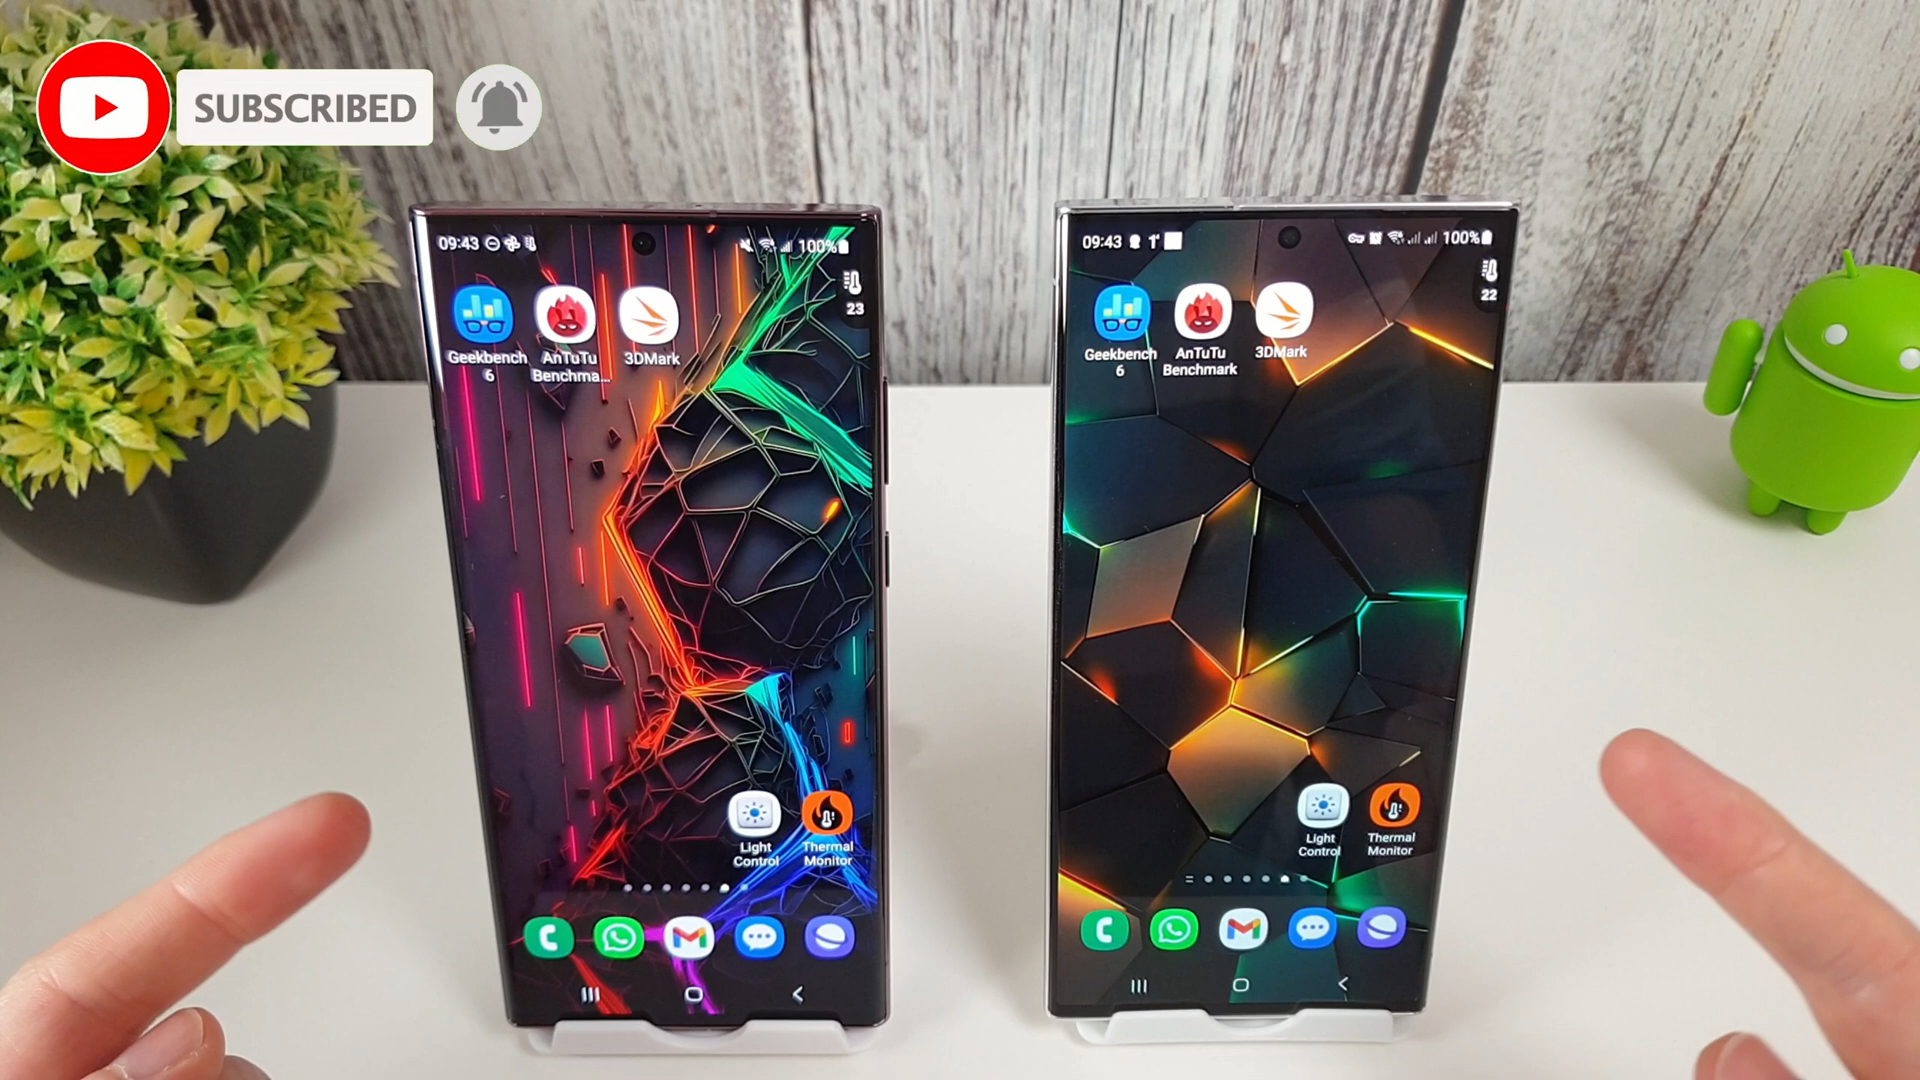 SUBSCRIBED
09:43
100%
23
Geekbench
6
AnTuTu
Benchma...
3DMark
Light
Control
Thermal
Monitor
09:43
100%
22
Geekbench
6
AnTuTu
Benchmark
3DMark
Light
Control
Thermal
Monitor